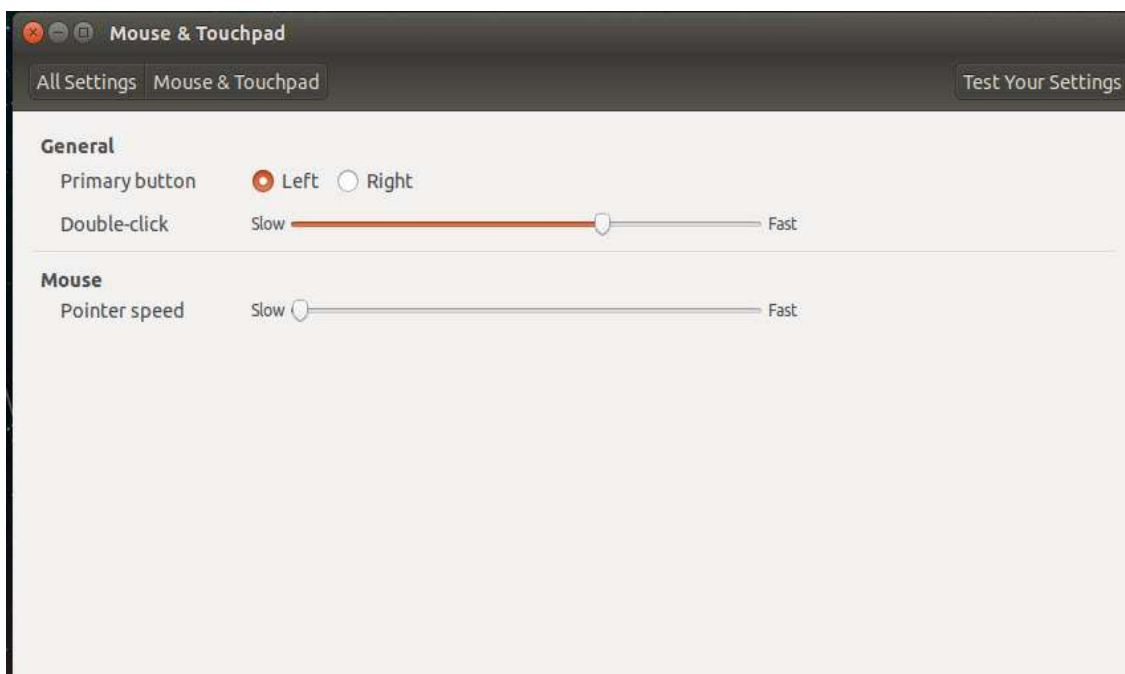 Mouse & Touchpad
All Settings Mouse & Touchpad Test Your Settings
General
Primary button Left Right
Double-click Slow Fast
Mouse
Pointer speed Slow Fast